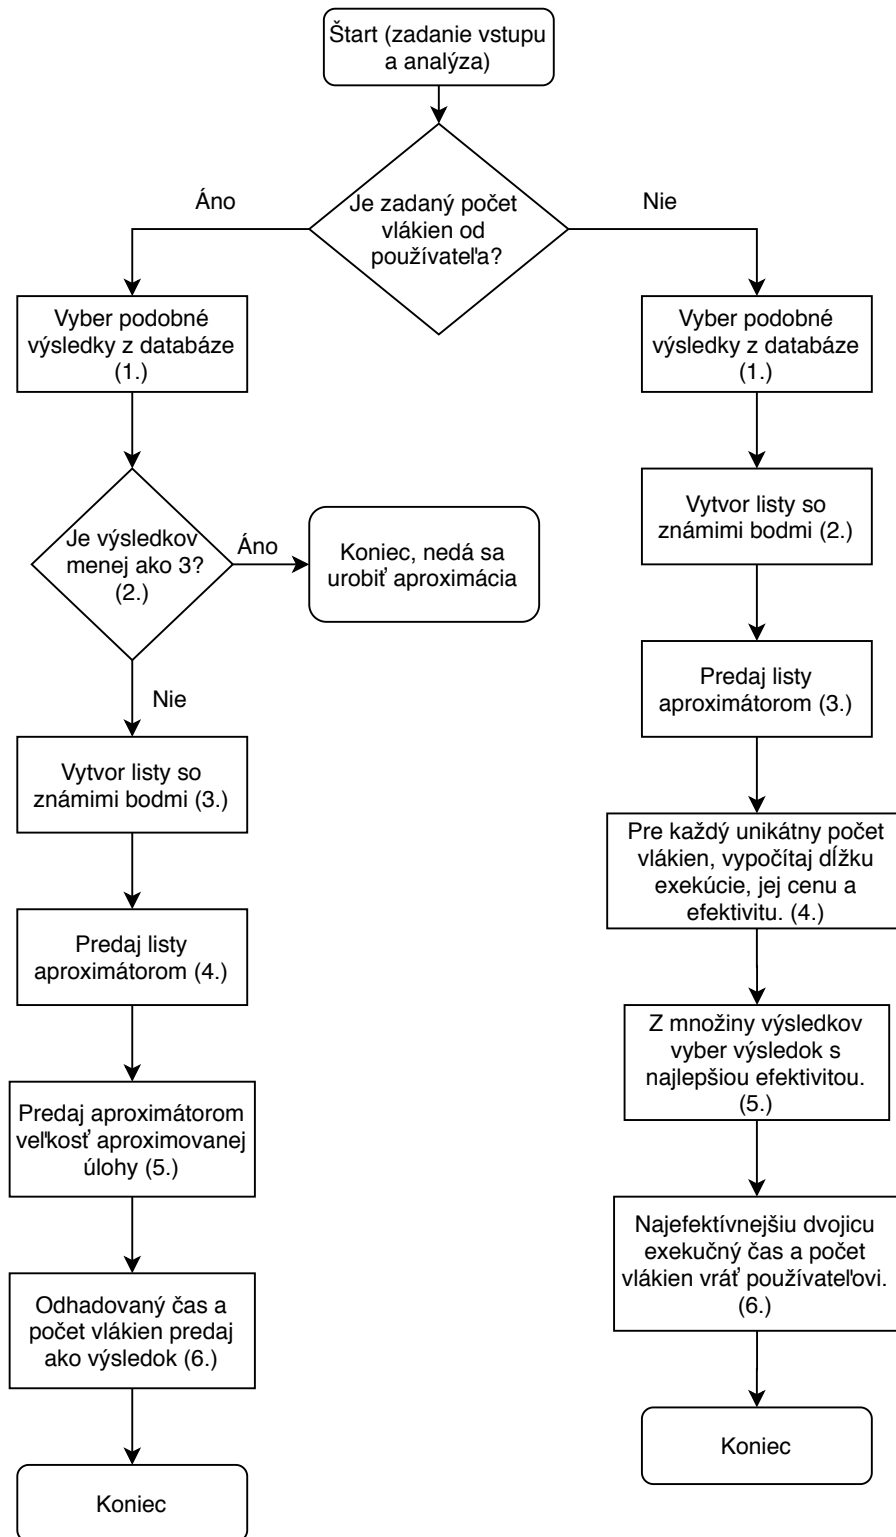 Štart (zadanie vstupu
a analýza)
Je zadaný počet
vlákien od
používateľa?
Áno
Nie
Vyber podobné
výsledky z databáze
(1.)
Je výsledkov
menej ako 3?
(2.)
Áno
Koniec, nedá sa
urobiť aproximácia
Nie
Vytvor listy so
známimi bodmi (3.)
Predaj listy
aproximátorom (4.)
Predaj aproximátorom
veľkosť aproximovanej
úlohy (5.)
Odhadovaný čas a
počet vlákien predaj
ako výsledok (6.)
Koniec
Vyber podobné
výsledky z databáze
(1.)
Vytvor listy so
známimi bodmi (2.)
Predaj listy
aproximátorom (3.)
Pre každý unikátny počet
vlákien, vypočítaj dĺžku
exekúcie, jej cenu a
efektivitu. (4.)
Z množiny výsledkov
vyber výsledok s
najlepšiou efektivitou.
(5.)
Najefektívnejšiu dvojicu
exekučný čas a počet
vlákien vráť používateľovi.
(6.)
Koniec